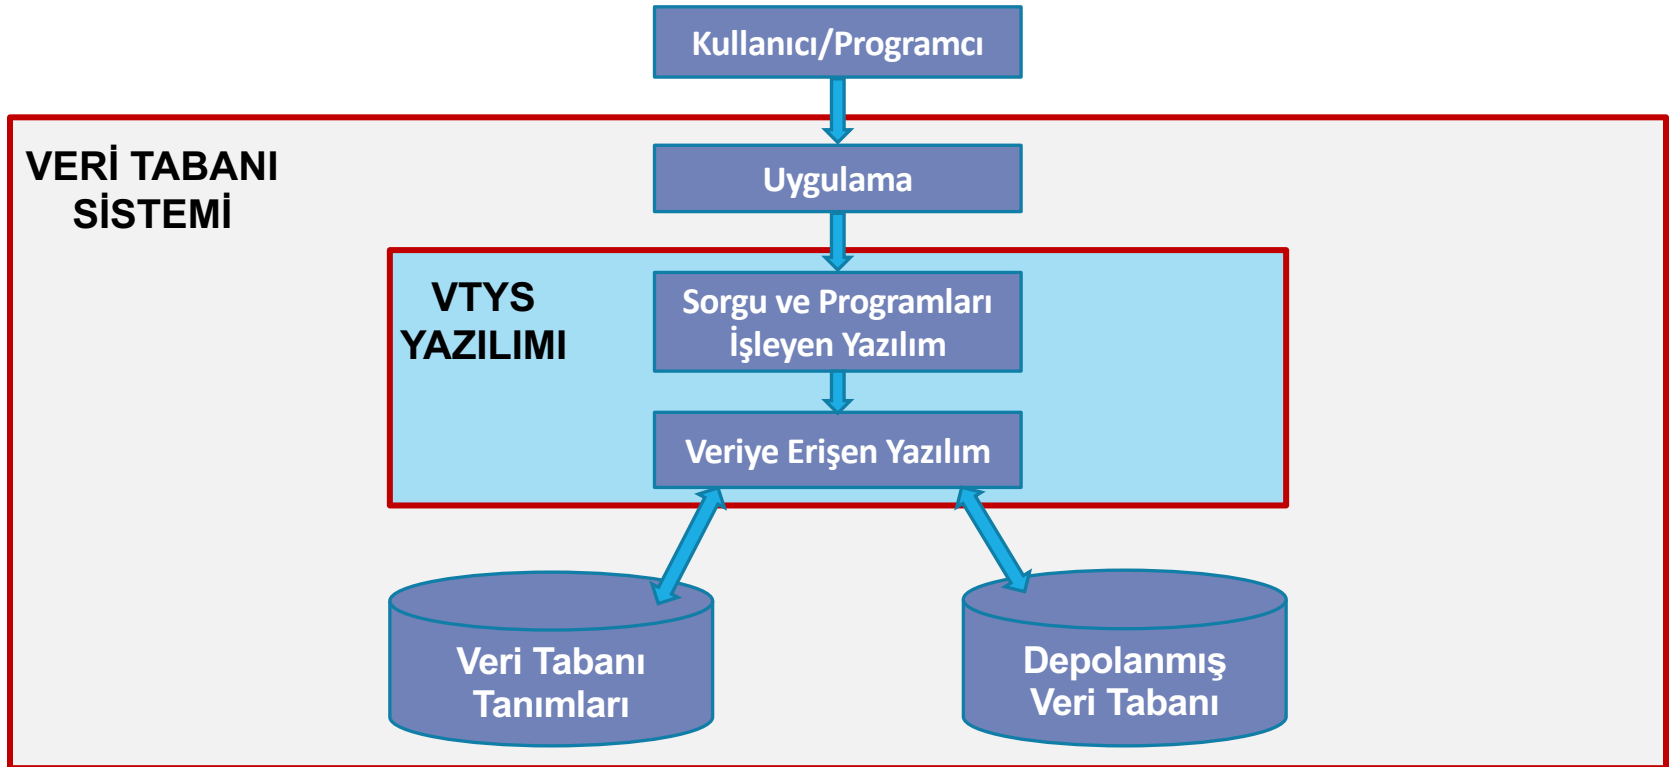 Kullanıcı/Programcı
VERİ TABANI
SİSTEMİ
Uygulama
VTYS
YAZILIMI
Sorgu ve Programları
İşleyen Yazılım
Veriye Erişen Yazılım
Veri Tabanı
Tanımları
Depolanmış
Veri Tabanı